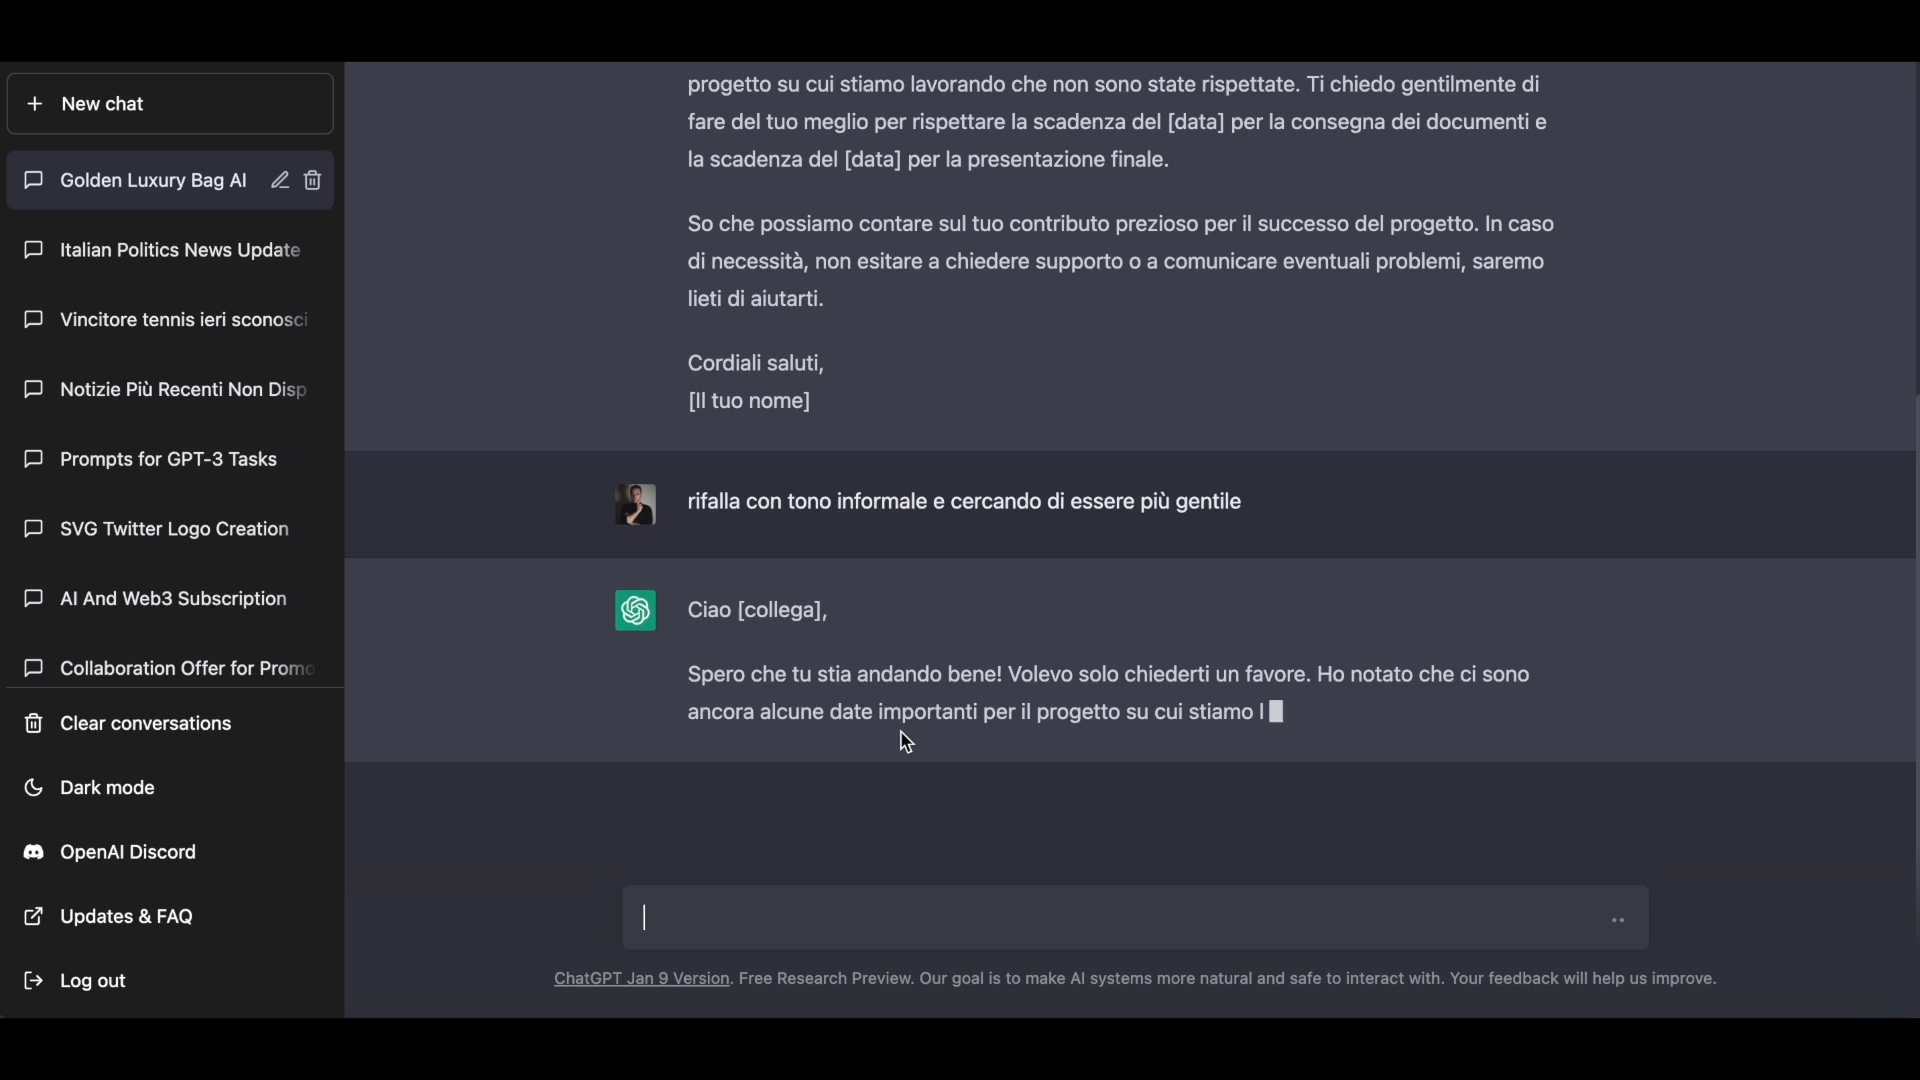 New chat
Golden Luxury Bag AI
Italian Politics News Update
Vincitore tennis ieri sconosci
Notizie Più Recenti Non Disp
Prompts for GPT-3 Tasks
SVG Twitter Logo Creation
AI And Web3 Subscription
Collaboration Offer for Promo
Clear conversations
Dark mode
OpenAI Discord
Updates & FAQ
Log out
progetto su cui stiamo lavorando che non sono state rispettate. Ti chiedo gentilmente di
fare del tuo meglio per rispettare la scadenza del [data] per la consegna dei documenti e
la scadenza del [data] per la presentazione finale.
So che possiamo contare sul tuo contributo prezioso per il successo del progetto. In caso
di necessità, non esitare a chiedere supporto o a comunicare eventuali problemi, saremo
lieti di aiutarti.
Cordiali saluti,
[Il tuo nome]
rifalla con tono informale e cercando di essere più gentile
Ciao [collega],
Spero che tu stia andando bene! Volevo solo chiederti un favore. Ho notato che ci sono
ancora alcune date importanti per il progetto su cui stiamo l
ChatGPT Jan 9 Version. Free Research Preview. Our goal is to make AI systems more natural and safe to interact with. Your feedback will help us improve.